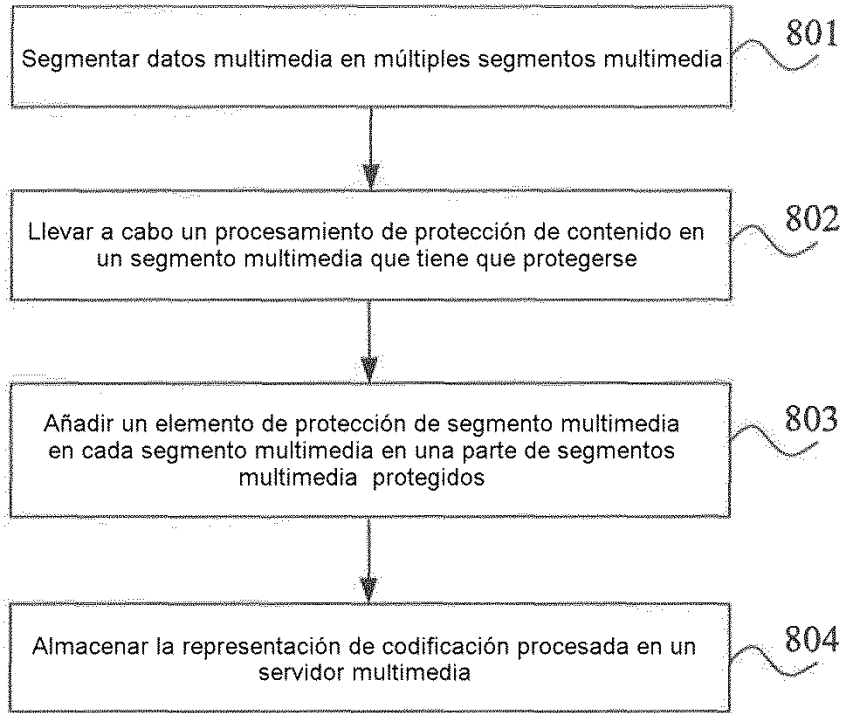 Segmentar datos multimedia en múltiples segmentos multimedia
801
Llevar a cabo un procesamiento de protección de contenido en
un segmento multimedia que tiene que protegerse
802
Añadir un elemento de protección de segmento multimedia
en cada segmento multimedia en una parte de segmentos
multimedia protegidos
803
Almacenar la representación de codificación procesada en un
servidor multimedia
804